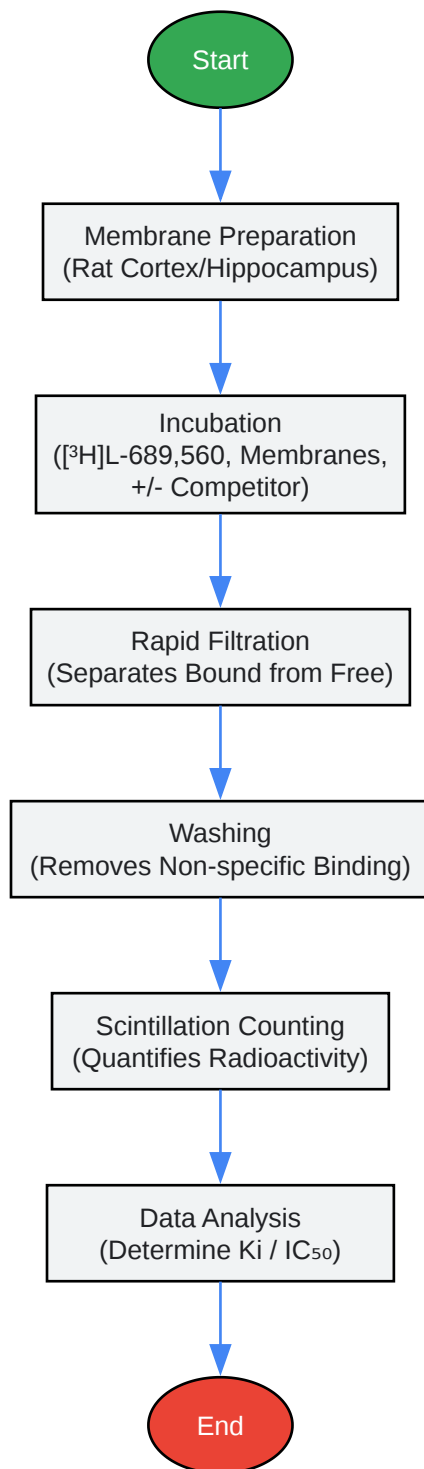 Start
Membrane Preparation
(Rat Cortex/Hippocampus)
Incubation
([³H]L-689,560, Membranes,
+/- Competitor)
Rapid Filtration
(Separates Bound from Free)
Washing
(Removes Non-specific Binding)
Scintillation Counting
(Quantifies Radioactivity)
Data Analysis
(Determine Ki / IC₅₀)
End